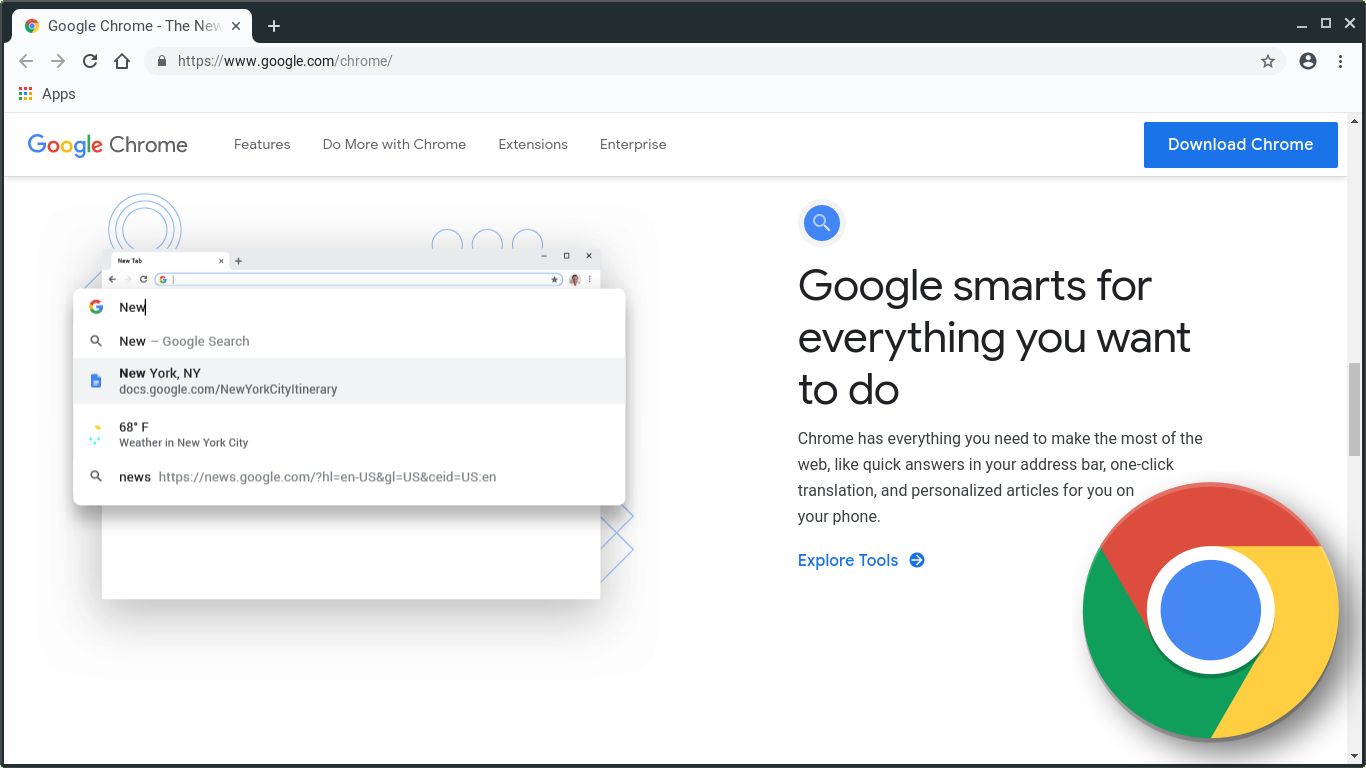 Google Chrome - The New
https://www.google.com/chrome/
Apps
Google Chrome
Features
Do More with Chrome
Extensions
Enterprise
Download Chrome
New Tab
New
New – Google Search
New York, NY
docs.google.com/NewYorkCityItinerary
68° F
Weather in New York City
news https://news.google.com/?hl=en-US&gl=US&ceid=US:en
Google smarts for
everything you want
to do
Chrome has everything you need to make the most of the
web, like quick answers in your address bar, one-click
translation, and personalized articles for you on
your phone.
Explore Tools